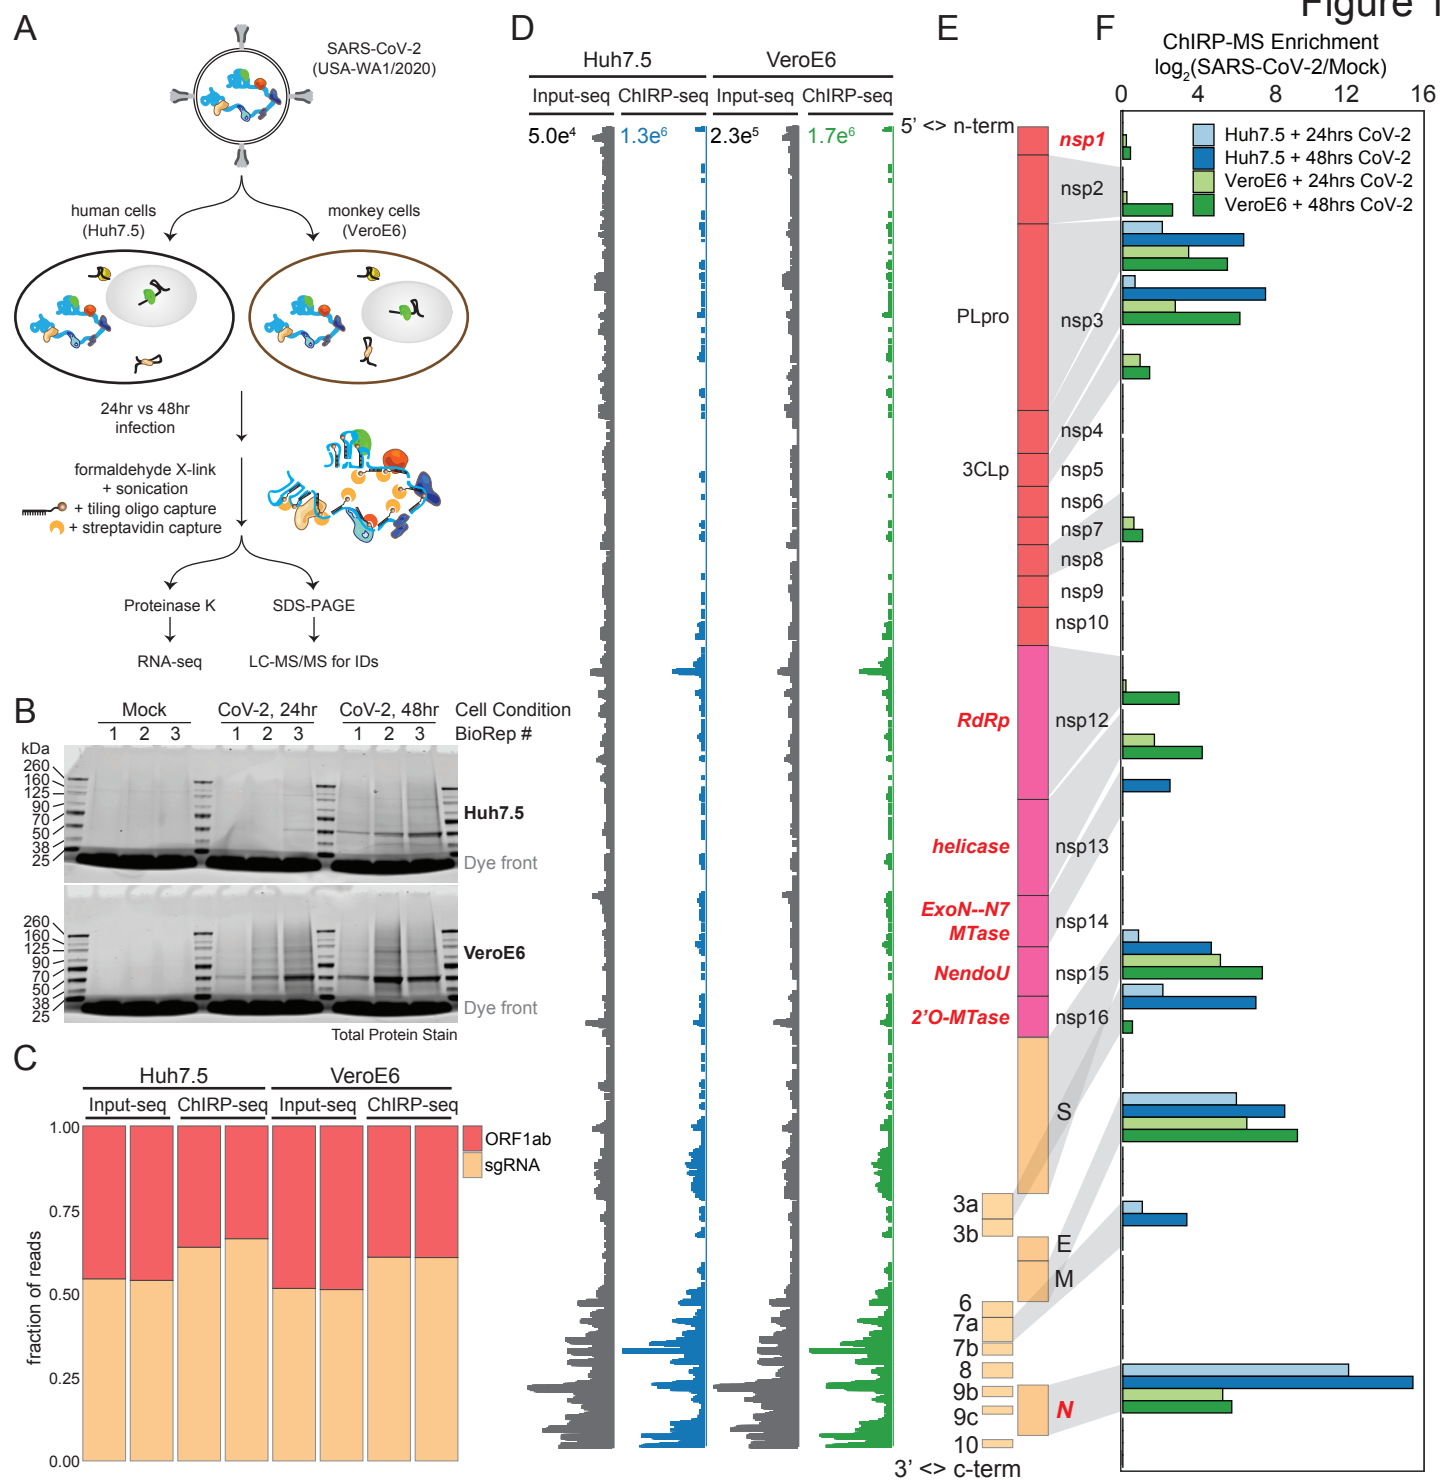 Figure 1
A
SARS-CoV-2
(USA-WA1/2020)
human cells
(Huh7.5)
monkey cells
(VeroE6)
24hr vs 48hr
infection
formaldehyde X-link
+ sonication
+ tiling oligo capture
+ streptavidin capture
Proteinase K
SDS-PAGE
RNA-seq
LC-MS/MS for IDs
B
Mock
CoV-2, 24hr
CoV-2, 48hr
Cell Condition
1 2 3 1 2 3 1 2 3 BioRep #
kDa
260
160
125
90
70
50
38
25
Huh7.5
Dye front
260
160
125
90
70
50
38
25
VeroE6
Dye front
Total Protein Stain
C
Huh7.5
VeroE6
Input-seq
ChIRP-seq
Input-seq
ChIRP-seq
fraction of reads
1.00
0.75
0.50
0.25
0.00
ORF1ab
sgRNA
D
Huh7.5
VeroE6
Input-seq
ChIRP-seq
Input-seq
ChIRP-seq
5.0e⁴
1.3e⁶
2.3e⁵
1.7e⁶
E
5' <> n-term
nsp1
nsp2
PLpro
nsp3
nsp4
3CLp
nsp5
nsp6
nsp7
nsp8
nsp9
nsp10
RdRp
nsp12
helicase
nsp13
ExoN--N7
MTase
nsp14
NendoU
nsp15
2'O-MTase
nsp16
S
3a
3b
E
M
6
7a
7b
8
9b
9c
N
10
3' <> c-term
F
ChIRP-MS Enrichment
log₂(SARS-CoV-2/Mock)
0 4 8 12 16
Huh7.5 + 24hrs CoV-2
Huh7.5 + 48hrs CoV-2
VeroE6 + 24hrs CoV-2
VeroE6 + 48hrs CoV-2